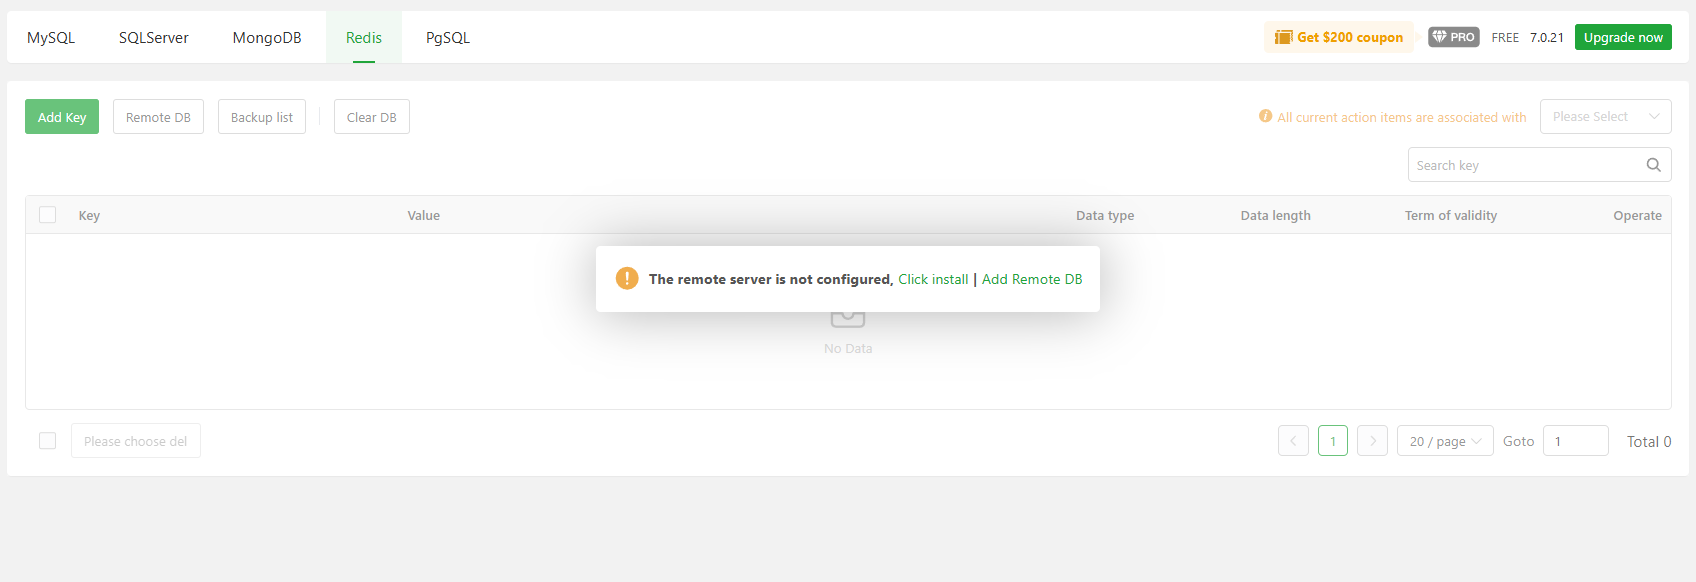 MySQL SQLServer MongoDB Redis PgSQL Get $200 coupon PRO FREE 7.0.21 Upgrade now
Add Key Remote DB Backup list Clear DB All current action items are associated with Please Select
Search key
Key Value Data type Data length Term of validity Operate
The remote server is not configured, Click install | Add Remote DB
No Data
Please choose del 1 20 / page Goto 1 Total 0